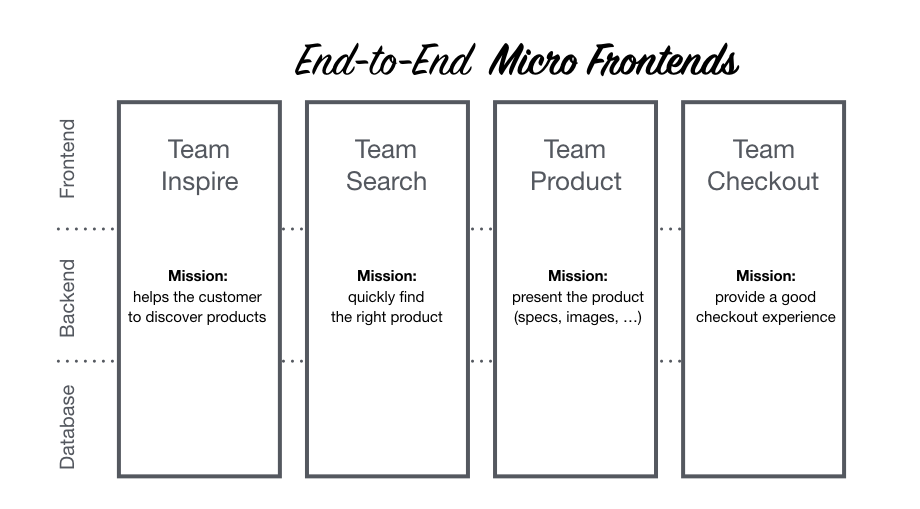 End-to-End Micro Frontends
Frontend
Backend
Database
Team
Inspire
Mission:
helps the customer
to discover products
Team
Search
Mission:
quickly find
the right product
Team
Product
Mission:
present the product
(specs, images, …)
Team
Checkout
Mission:
provide a good
checkout experience